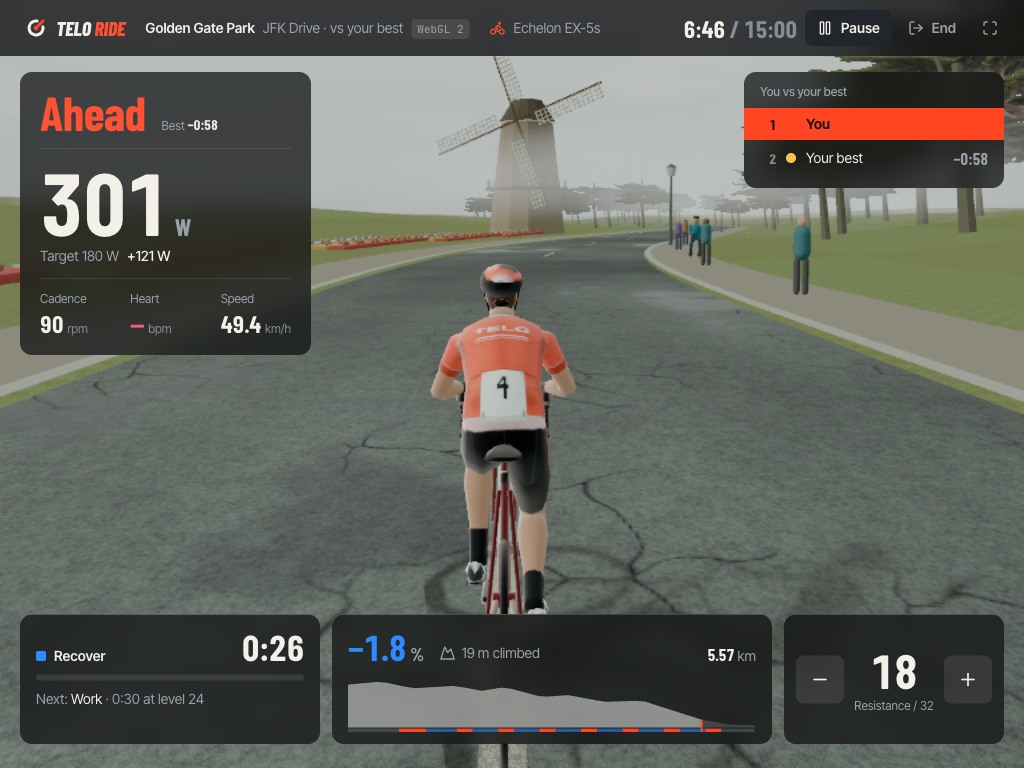 TELO RIDE Golden Gate Park JFK Drive · vs your best WebGL 2 Echelon EX-5s 6:46 / 15:00 Pause End
Ahead Best −0:58
301 W
Target 180 W +121 W
Cadence Heart Speed
90 rpm – bpm 49.4 km/h
You vs your best
1 You
2 Your best −0:58
TELO
4
Recover 0:26
Next: Work · 0:30 at level 24
−1.8 % 19 m climbed 5.57 km
− 18 +
Resistance / 32